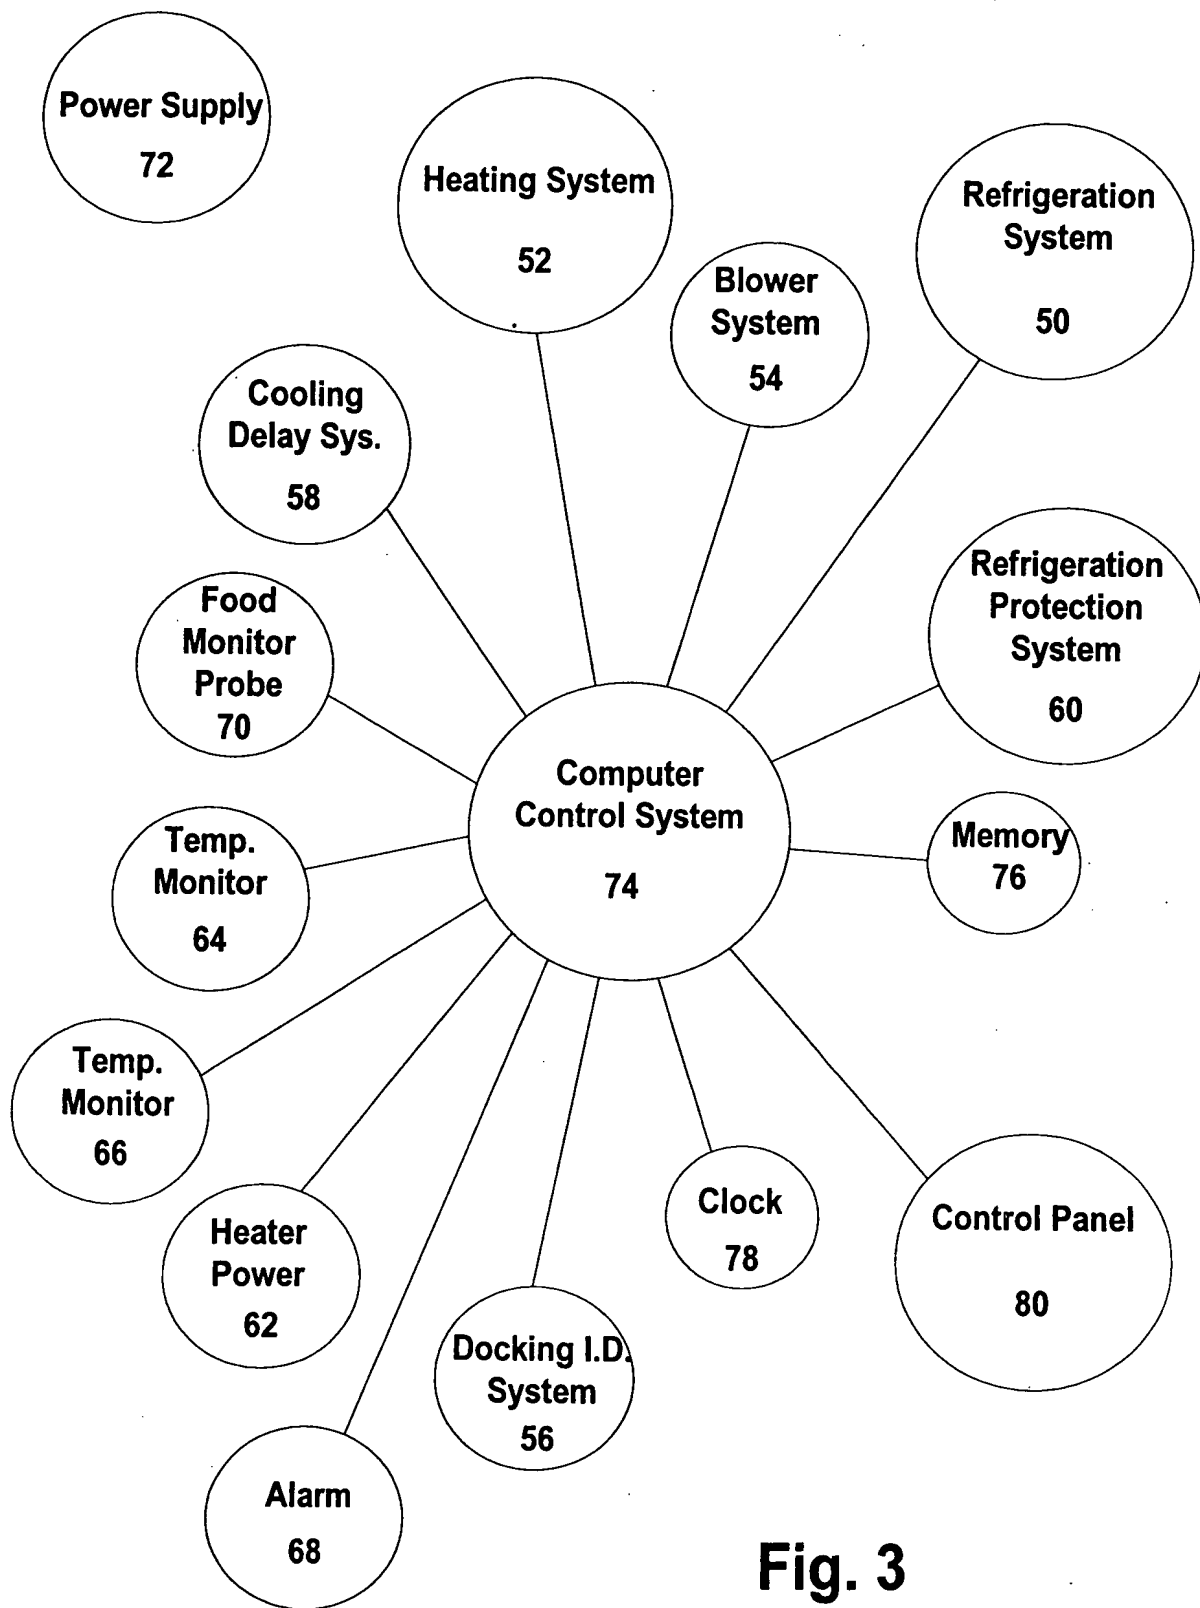 Power Supply
72
Heating System
52
Refrigeration
System
50
Blower
System
54
Cooling
Delay Sys.
58
Refrigeration
Protection
System
60
Food
Monitor
Probe
70
Computer
Control System
74
Memory
76
Temp.
Monitor
64
Temp.
Monitor
66
Heater
Power
62
Clock
78
Control Panel
80
Docking I.D.
System
56
Alarm
68
Fig. 3